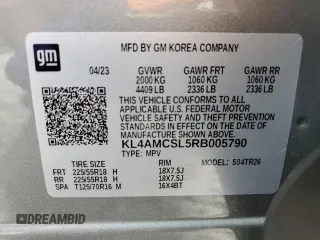 gm
MFD BY GM KOREA COMPANY
04/23 GVWR GAWR FRT GAWR RR
2000 KG 1060 KG 1060 KG
4409 LB 2336 LB 2336 LB
THIS VEHICLE CONFORMS TO ALL APPLICABLE
U.S. FEDERAL MOTOR VEHICLE SAFETY,
BUMPER, AND THEFT PREVENTION STANDARDS IN
EFFECT ON THE DATE OF MANUFACTURE SHOWN ABOVE.
KL4AMCSL5RB005790
TYPE: MPV MODEL: 504TR26
TIRE SIZE SPEED RTG RIM
FRT 225/55R18 H 18X7.5J
RR 225/55R18 H 18X7.5J
SPA T125/70R16 M 16X4BT
© DREAMBID